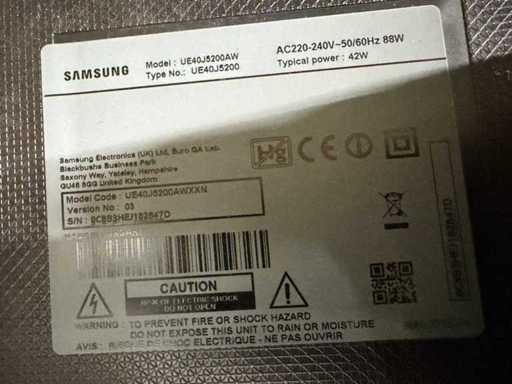 SAMSUNG
Model : UE40J5200AW
Type No.: UE40J5200
AC220-240V~50/60Hz 88W
Typical power : 42W
Samsung Electronics (UK) Ltd, Euro QA Lab.
Blackbushe Business Park
Saxony Way, Yateley, Hampshire
GU46 6GG United Kingdom
Model Code : UE40J5200AWXXN
Version No : 03
S/N :
CAUTION
RISK OF ELECTRIC SHOCK
DO NOT OPEN
WARNING : TO PREVENT FIRE OR SHOCK HAZARD
DO NOT EXPOSE THIS UNIT TO RAIN OR MOISTURE
AVIS : RISQUE DE CHOC ELECTRIQUE - NE PAS OUVRIR